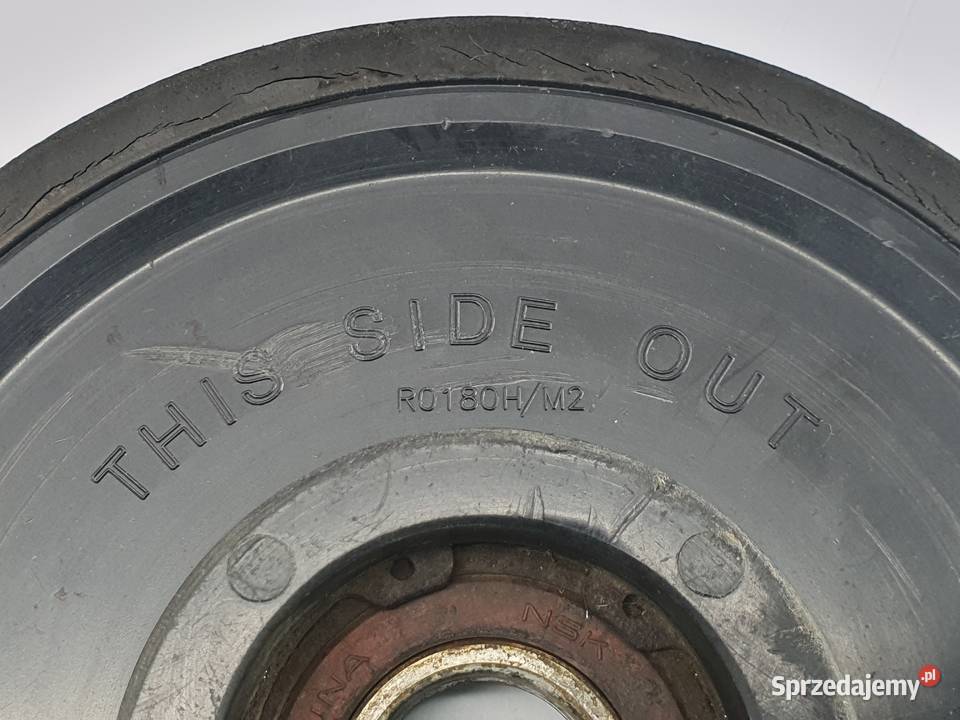 THIS SIDE OUT
R0180H/M2
NSK
Sprzedajemy.pl